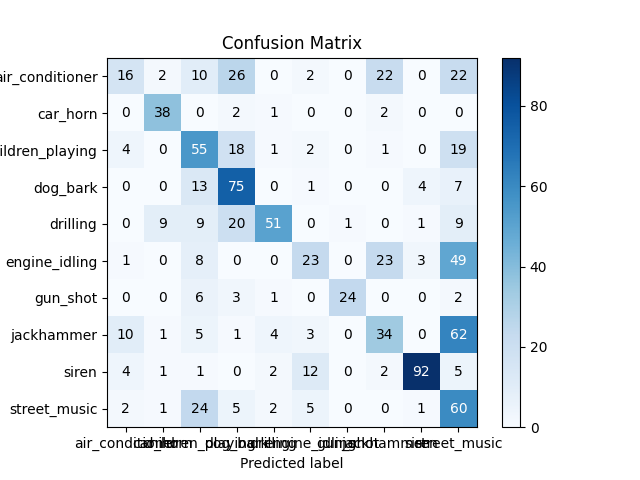 Confusion Matrix
air_conditioner 16 2 10 26 0 2 0 22 0 22
car_horn 0 38 0 2 1 0 0 2 0 0
ildren_playing 4 0 55 18 1 2 0 1 0 19
dog_bark 0 0 13 75 0 1 0 0 4 7
drilling 0 9 9 20 51 0 1 0 1 9
engine_idling 1 0 8 0 0 23 0 23 3 49
gun_shot 0 0 6 3 1 0 24 0 0 2
jackhammer 10 1 5 1 4 3 0 34 0 62
siren 4 1 1 0 2 12 0 2 92 5
street_music 2 1 24 5 2 5 0 0 1 60
street_music
Predicted label
80
60
40
20
0